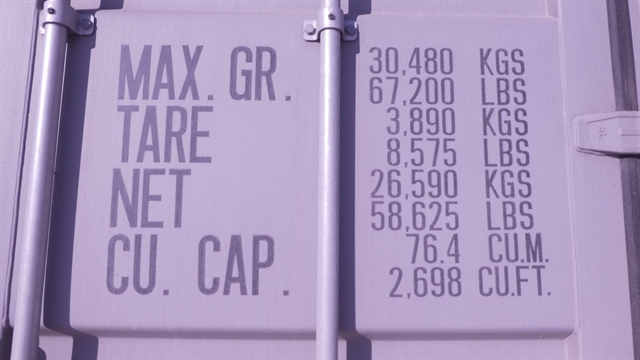 MAX. GR. 30,480 KGS
67,200 LBS
TARE 3,890 KGS
8,575 LBS
NET 26,590 KGS
58,625 LBS
CU. CAP. 76.4 CU.M.
2,698 CU.FT.